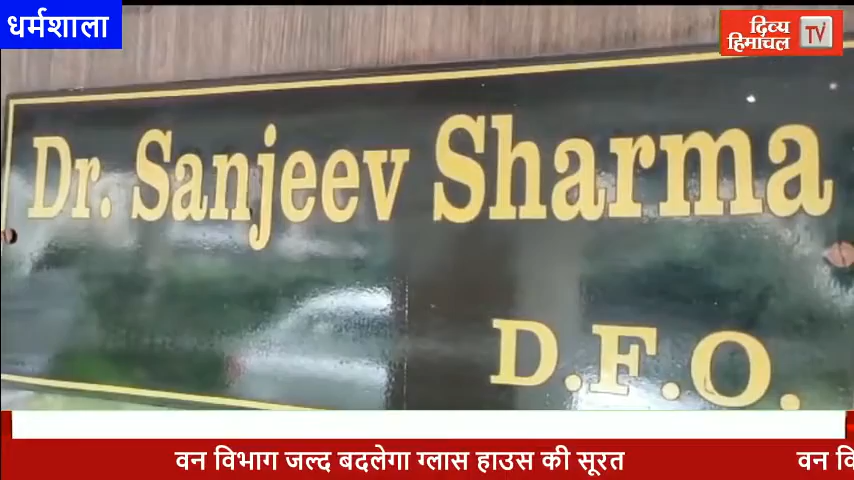 धर्मशाला
दिव्य
हिमाचल TV
Dr. Sanjeev Sharma
D.F.O.
वन विभाग जल्द बदलेगा ग्लास हाउस की सूरत
वन वि